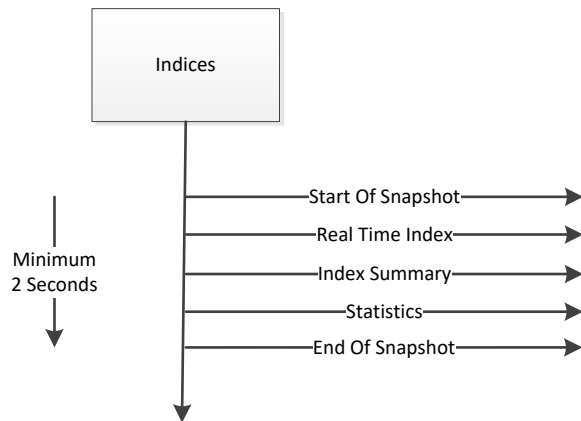 Indices
Start Of Snapshot
Real Time Index
Minimum
2 Seconds
Index Summary
Statistics
End Of Snapshot